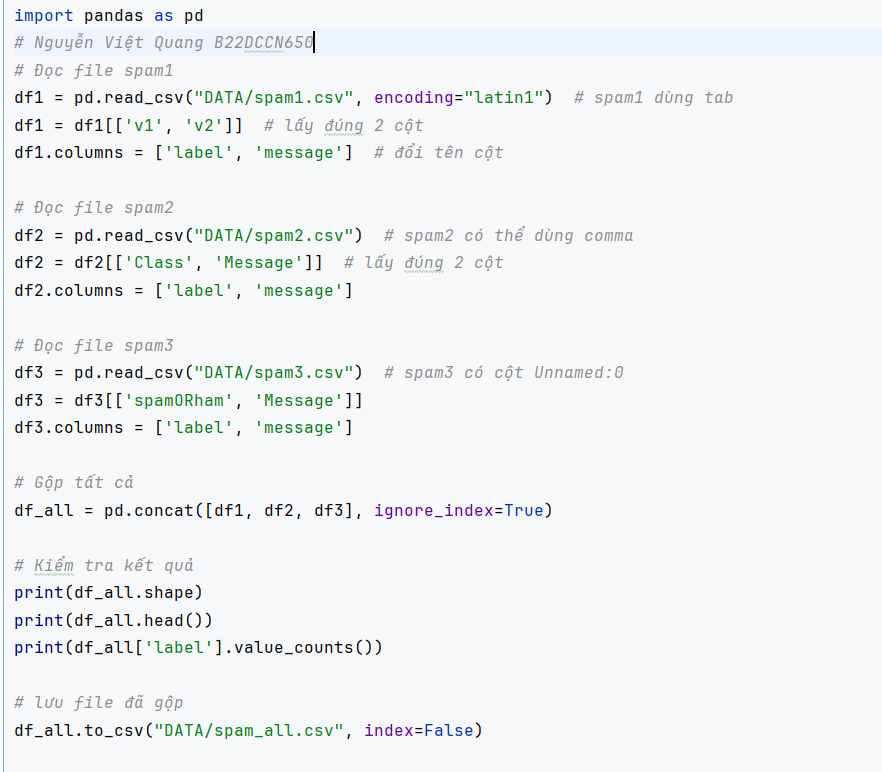 import pandas as pd
# Nguyễn Việt Quang B22DCCN650
# Đọc file spam1
df1 = pd.read_csv("DATA/spam1.csv", encoding="latin1")  # spam1 dùng tab
df1 = df1[['v1', 'v2']]  # lấy đúng 2 cột
df1.columns = ['label', 'message']  # đổi tên cột
# Đọc file spam2
df2 = pd.read_csv("DATA/spam2.csv")  # spam2 có thể dùng comma
df2 = df2[['Class', 'Message']]  # lấy đúng 2 cột
df2.columns = ['label', 'message']
# Đọc file spam3
df3 = pd.read_csv("DATA/spam3.csv")  # spam3 có cột Unnamed:0
df3 = df3[['spamORham', 'Message']]
df3.columns = ['label', 'message']
# Gộp tất cả
df_all = pd.concat([df1, df2, df3], ignore_index=True)
# Kiểm tra kết quả
print(df_all.shape)
print(df_all.head())
print(df_all['label'].value_counts())
# lưu file đã gộp
df_all.to_csv("DATA/spam_all.csv", index=False)